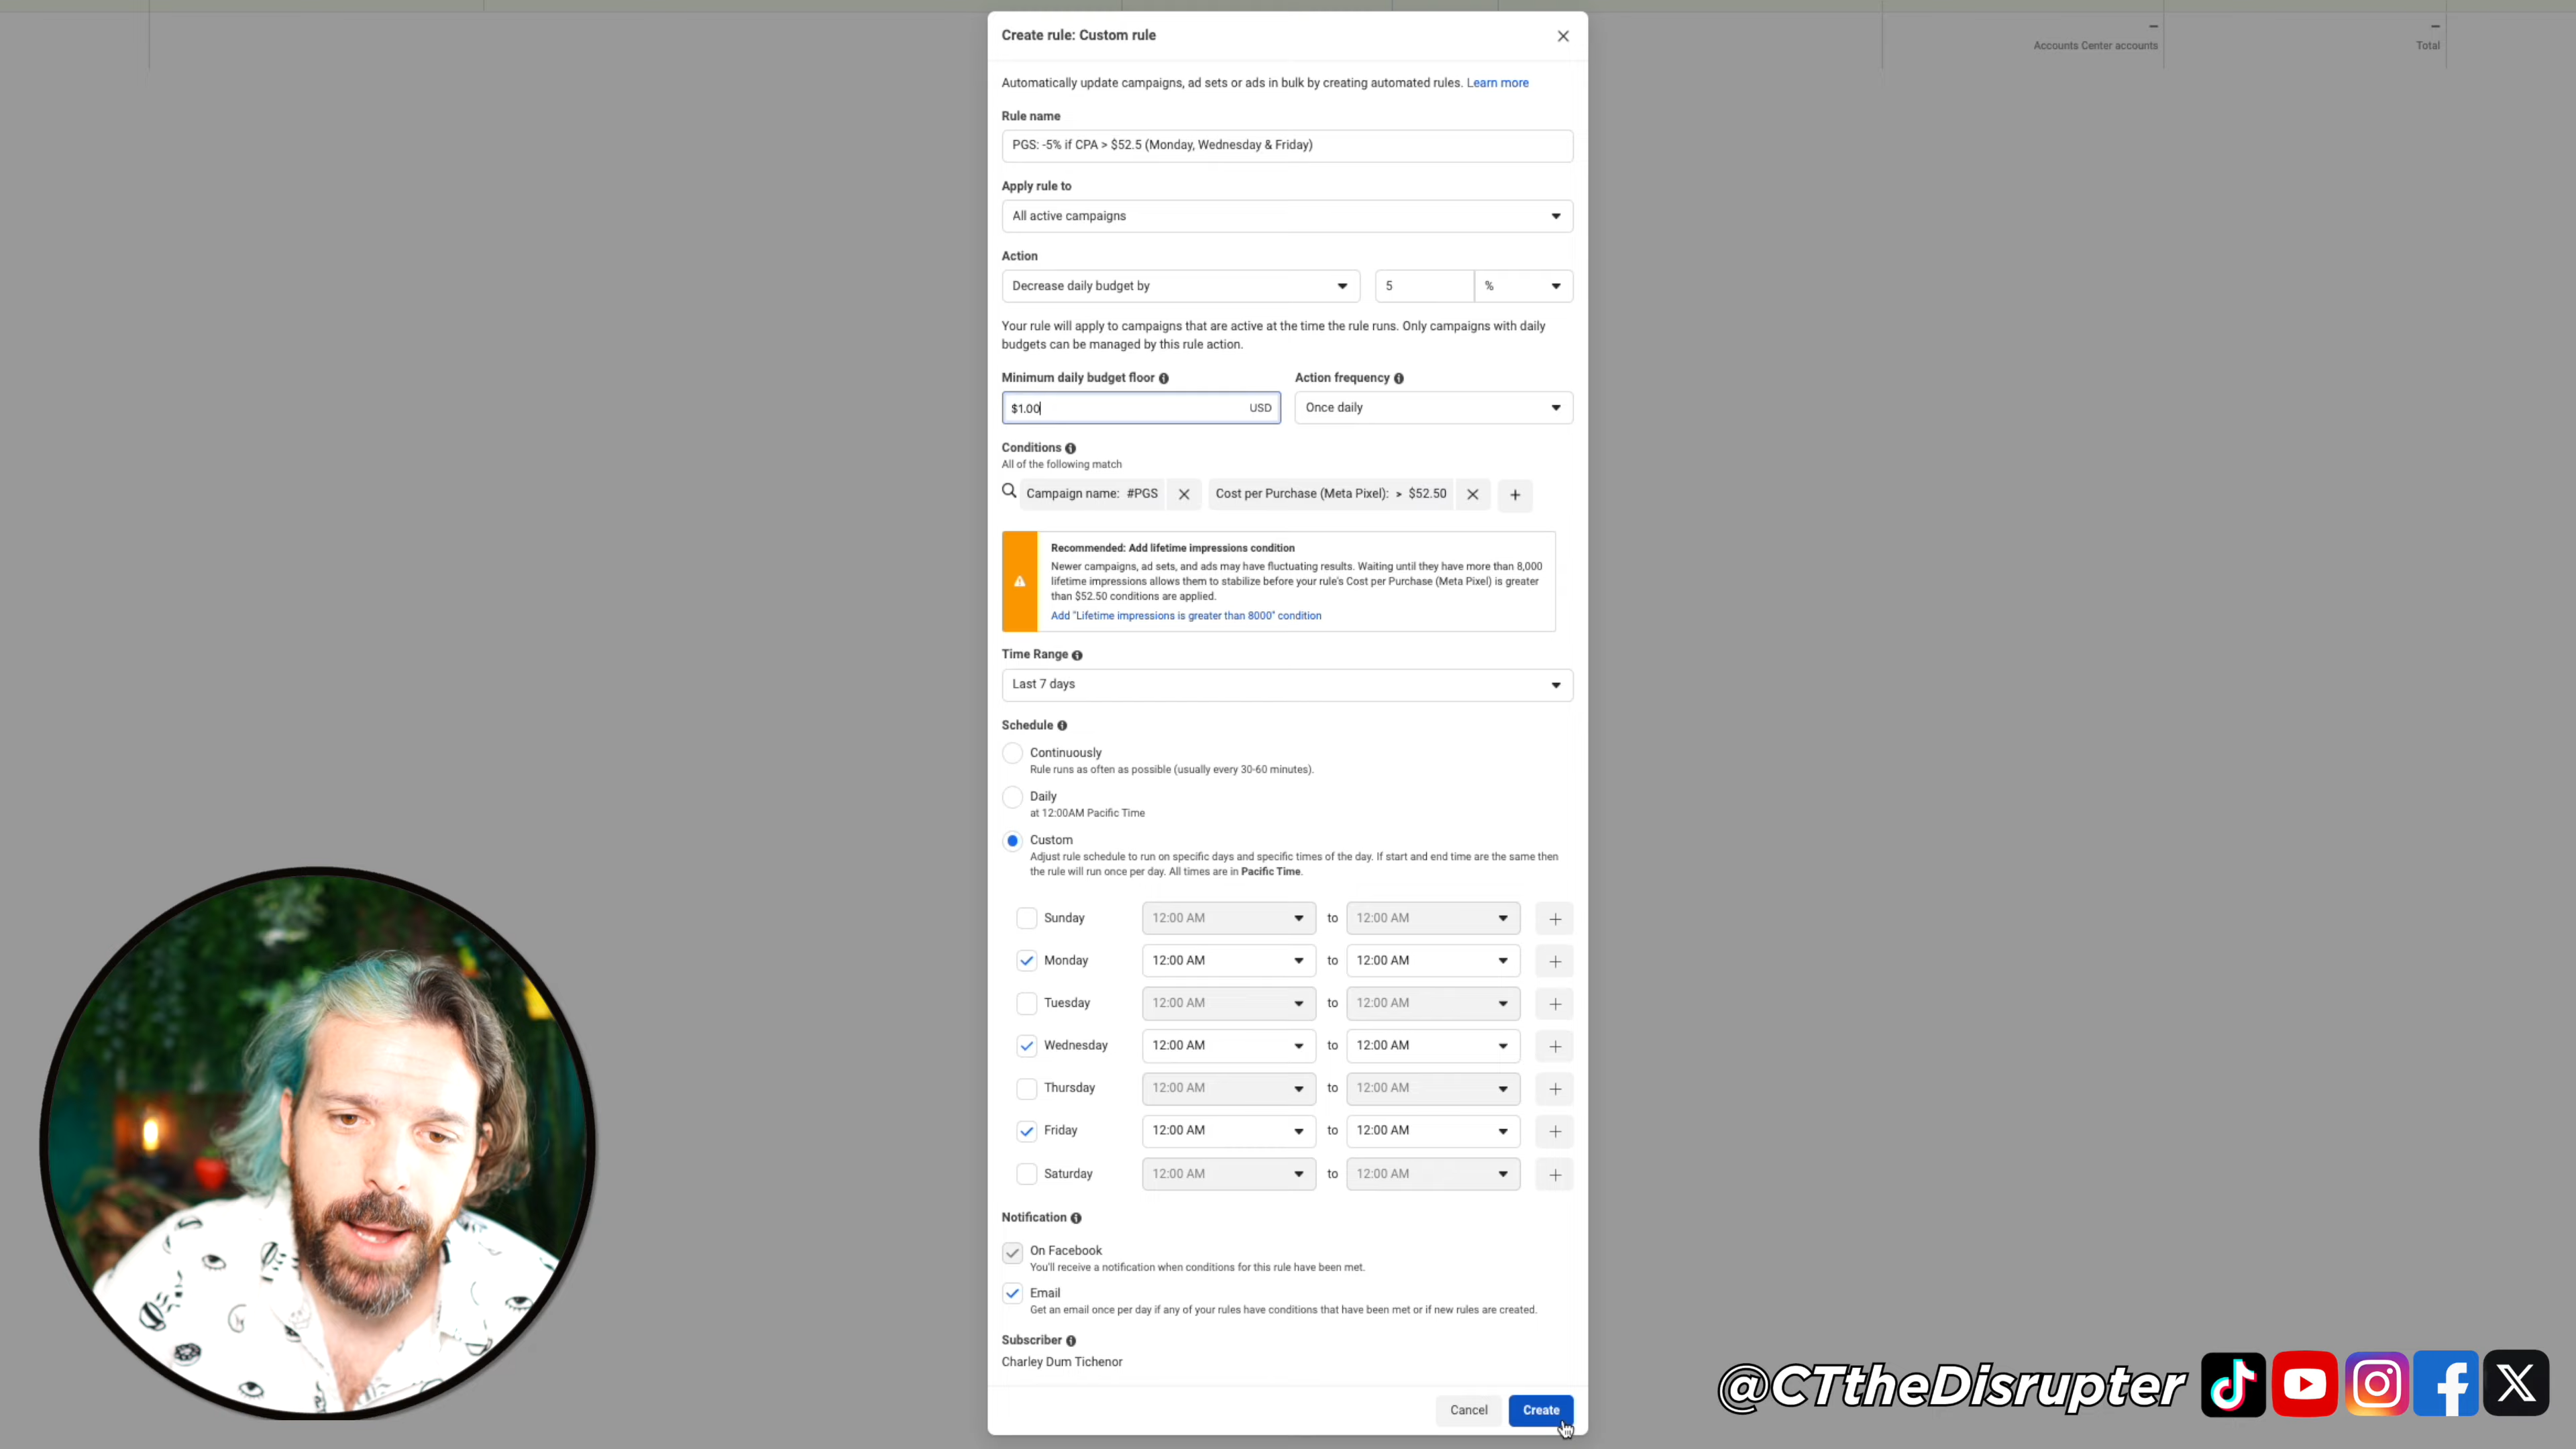 Create rule: Custom rule
Accounts Center accounts
Total
Automatically update campaigns, ad sets or ads in bulk by creating automated rules. Learn more
Rule name
PGS: -5% if CPA > $52.5 (Monday, Wednesday & Friday)
Apply rule to
All active campaigns
Action
Decrease daily budget by
5
%
Your rule will apply to campaigns that are active at the time the rule runs. Only campaigns with daily
budgets can be managed by this rule action.
Minimum daily budget floor
Action frequency
$1.00
USD
Once daily
Conditions
All of the following match
Campaign name: #PGS
Cost per Purchase (Meta Pixel): > $52.50
+
Recommended: Add lifetime impressions condition
Newer campaigns, ad sets, and ads may have fluctuating results. Waiting until they have more than 8,000
lifetime impressions allows them to stabilize before your rule's Cost per Purchase (Meta Pixel) is greater
than $52.50 conditions are applied.
Add "Lifetime impressions is greater than 8000" condition
Time Range
Last 7 days
Schedule
Continuously
Rule runs as often as possible (usually every 30-60 minutes).
Daily
at 12:00AM Pacific Time
Custom
Adjust rule schedule to run on specific days and specific times of the day. If start and end time are the same then
the rule will run once per day. All times are in Pacific Time.
Sunday 12:00 AM to 12:00 AM +
Monday 12:00 AM to 12:00 AM +
Tuesday 12:00 AM to 12:00 AM +
Wednesday 12:00 AM to 12:00 AM +
Thursday 12:00 AM to 12:00 AM +
Friday 12:00 AM to 12:00 AM +
Saturday 12:00 AM to 12:00 AM +
Notification
On Facebook
You'll receive a notification when conditions for this rule have been met.
Email
Get an email once per day if any of your rules have conditions that have been met or if new rules are created.
Subscriber
Charley Dum Tichenor
Cancel
Create
@CTtheDisrupter